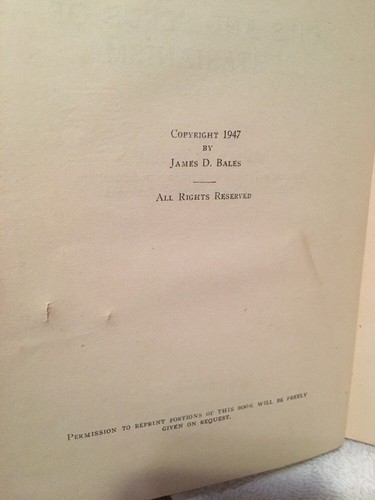 COPYRIGHT 1947
BY
JAMES D. BALES
ALL RIGHTS RESERVED
PERMISSION TO REPRINT PORTIONS OF THIS BOOK WILL BE FREELY
GIVEN ON REQUEST.